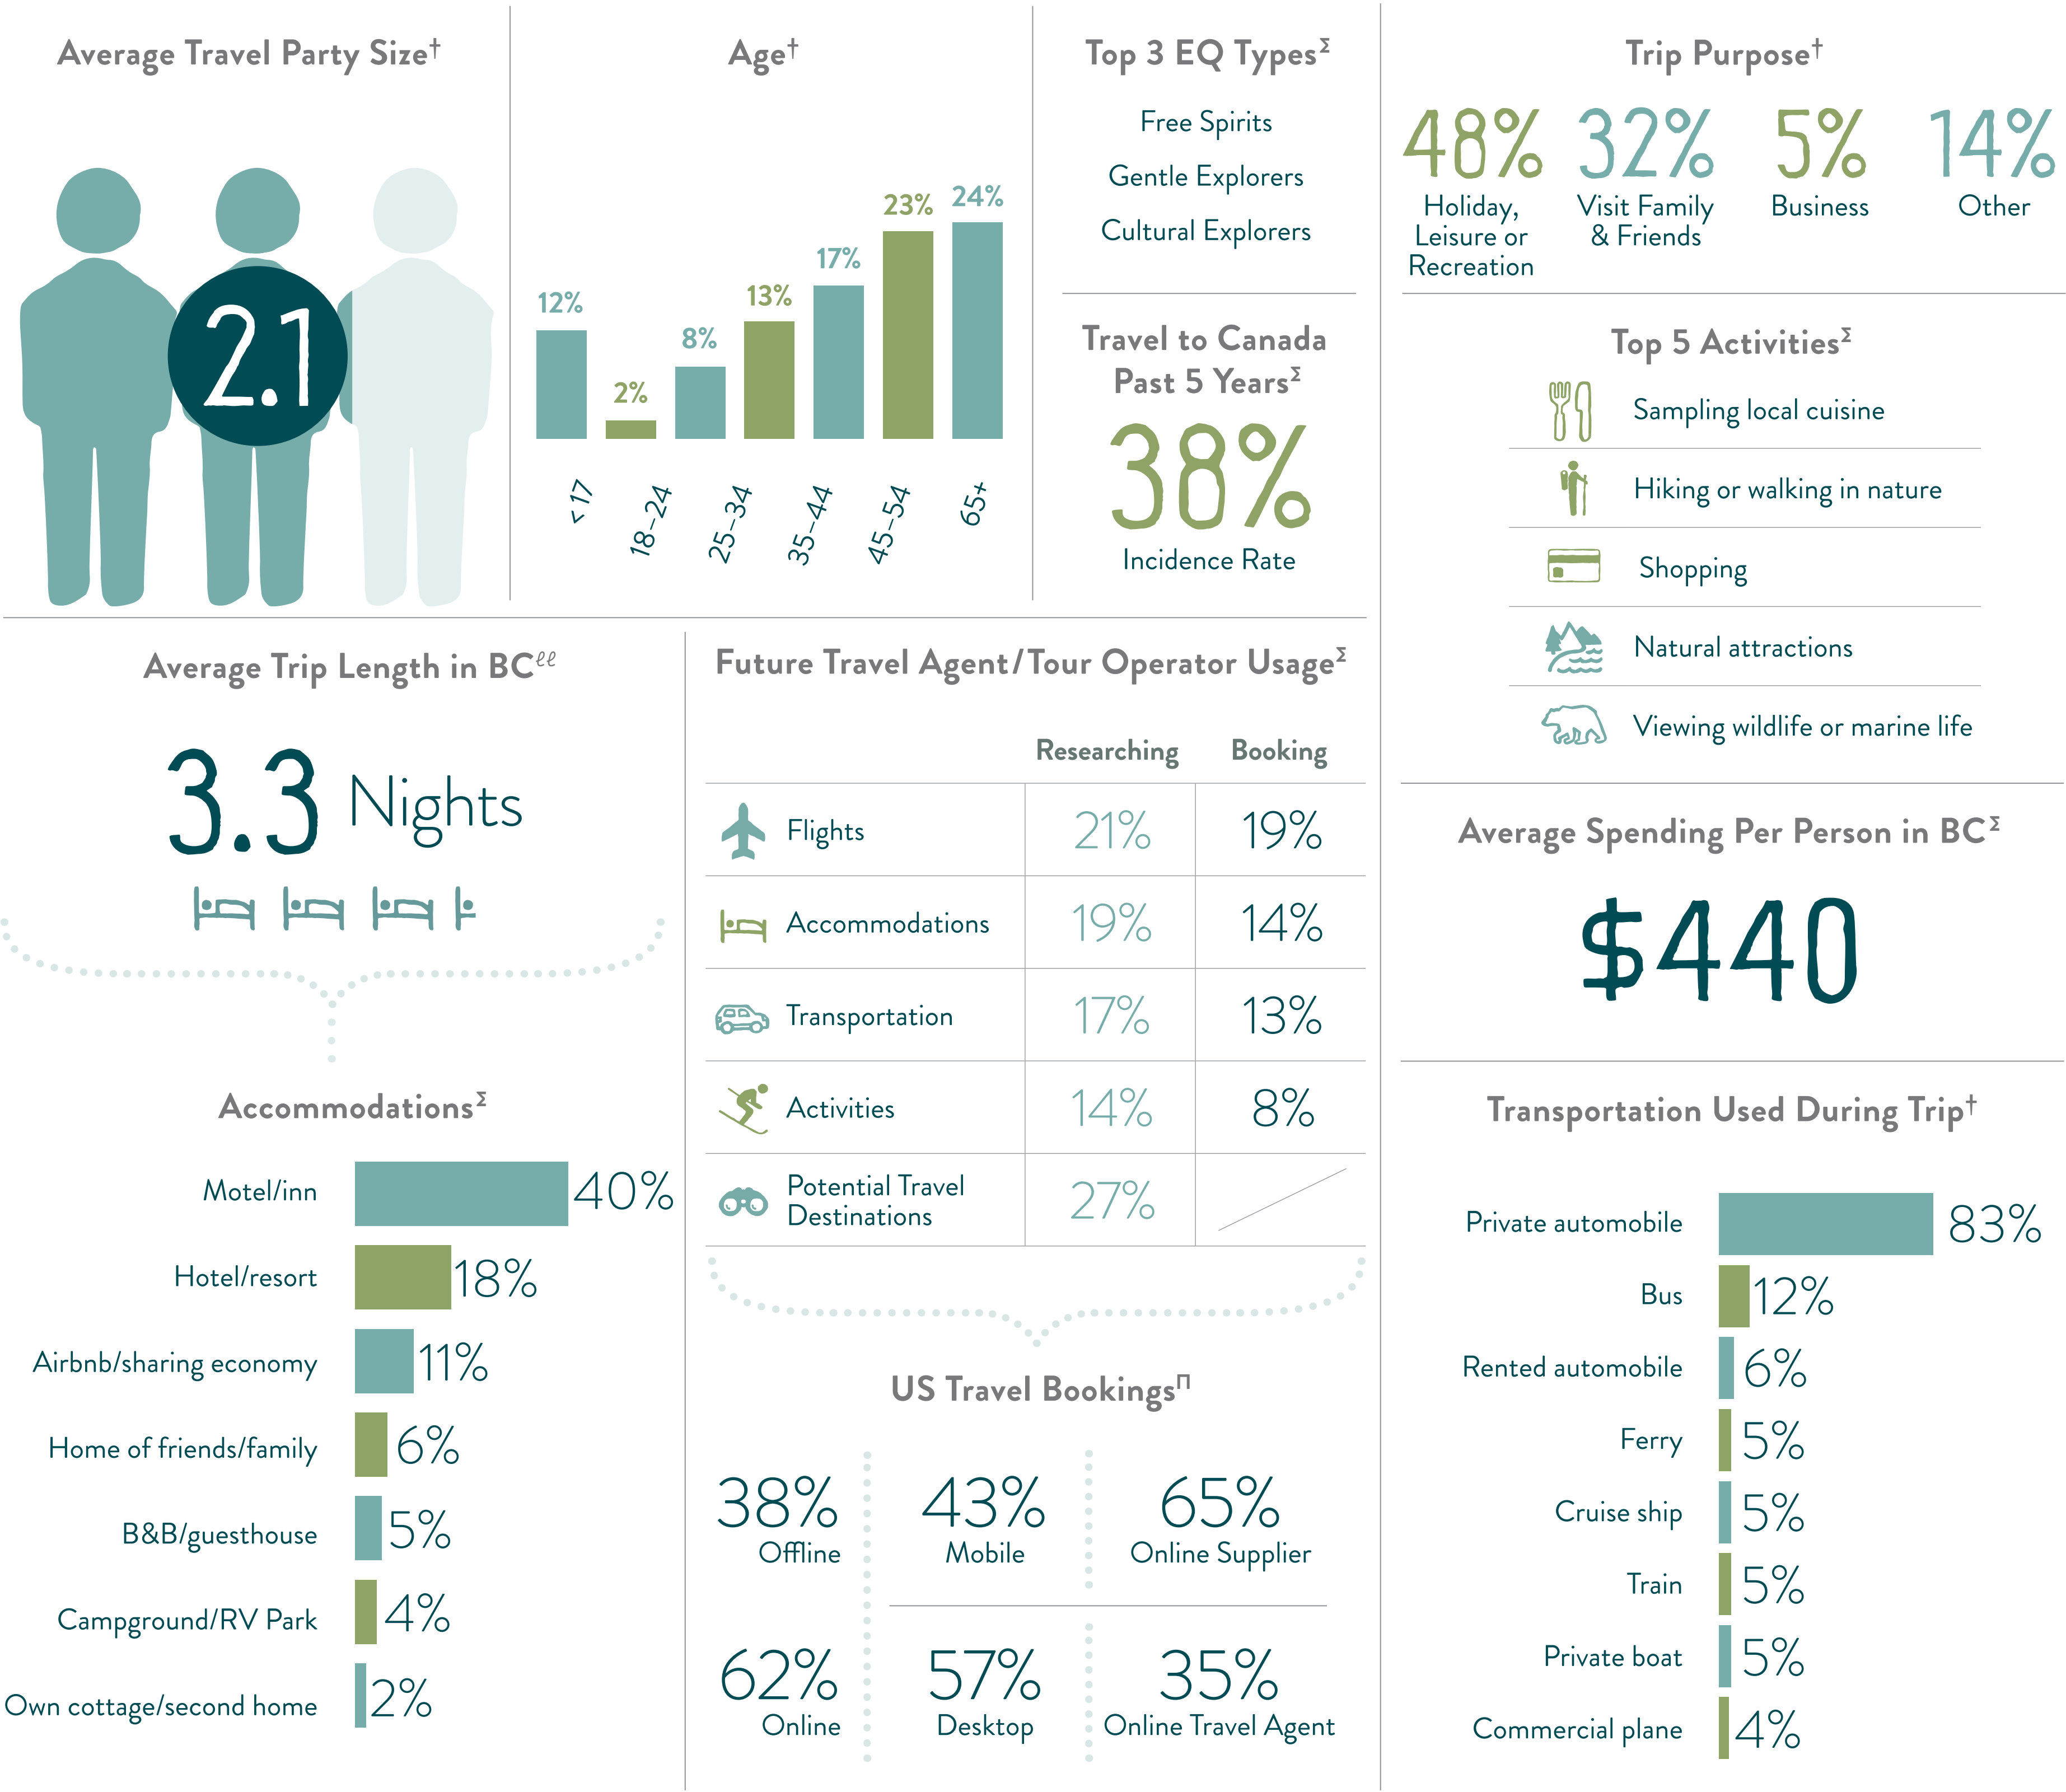 Average Travel Party Size†
2.1
Age†
12%
2%
8%
13%
17%
23%
24%
<17
18–24
25–34
35–44
45–54
65+
Top 3 EQ TypesΣ
Free Spirits
Gentle Explorers
Cultural Explorers
Travel to Canada
Past 5 YearsΣ
38%
Incidence Rate
Trip Purpose†
48%
Holiday,
Leisure or
Recreation
32%
Visit Family
& Friends
5%
Business
14%
Other
Top 5 ActivitiesΣ
Sampling local cuisine
Hiking or walking in nature
Shopping
Natural attractions
Viewing wildlife or marine life
Average Trip Length in BCℓℓ
3.3 Nights
AccommodationsΣ
Motel/inn 40%
Hotel/resort 18%
Airbnb/sharing economy 11%
Home of friends/family 6%
B&B/guesthouse 5%
Campground/RV Park 4%
Own cottage/second home 2%
Future Travel Agent/Tour Operator UsageΣ
Researching Booking
Flights 21% 19%
Accommodations 19% 14%
Transportation 17% 13%
Activities 14% 8%
Potential Travel
Destinations
27%
US Travel BookingsΠ
38% 43% 65%
Offline Mobile Online Supplier
62% 57% 35%
Online Desktop Online Travel Agent
Average Spending Per Person in BCΣ
$440
Transportation Used During Trip†
Private automobile 83%
Bus 12%
Rented automobile 6%
Ferry 5%
Cruise ship 5%
Train 5%
Private boat 5%
Commercial plane 4%